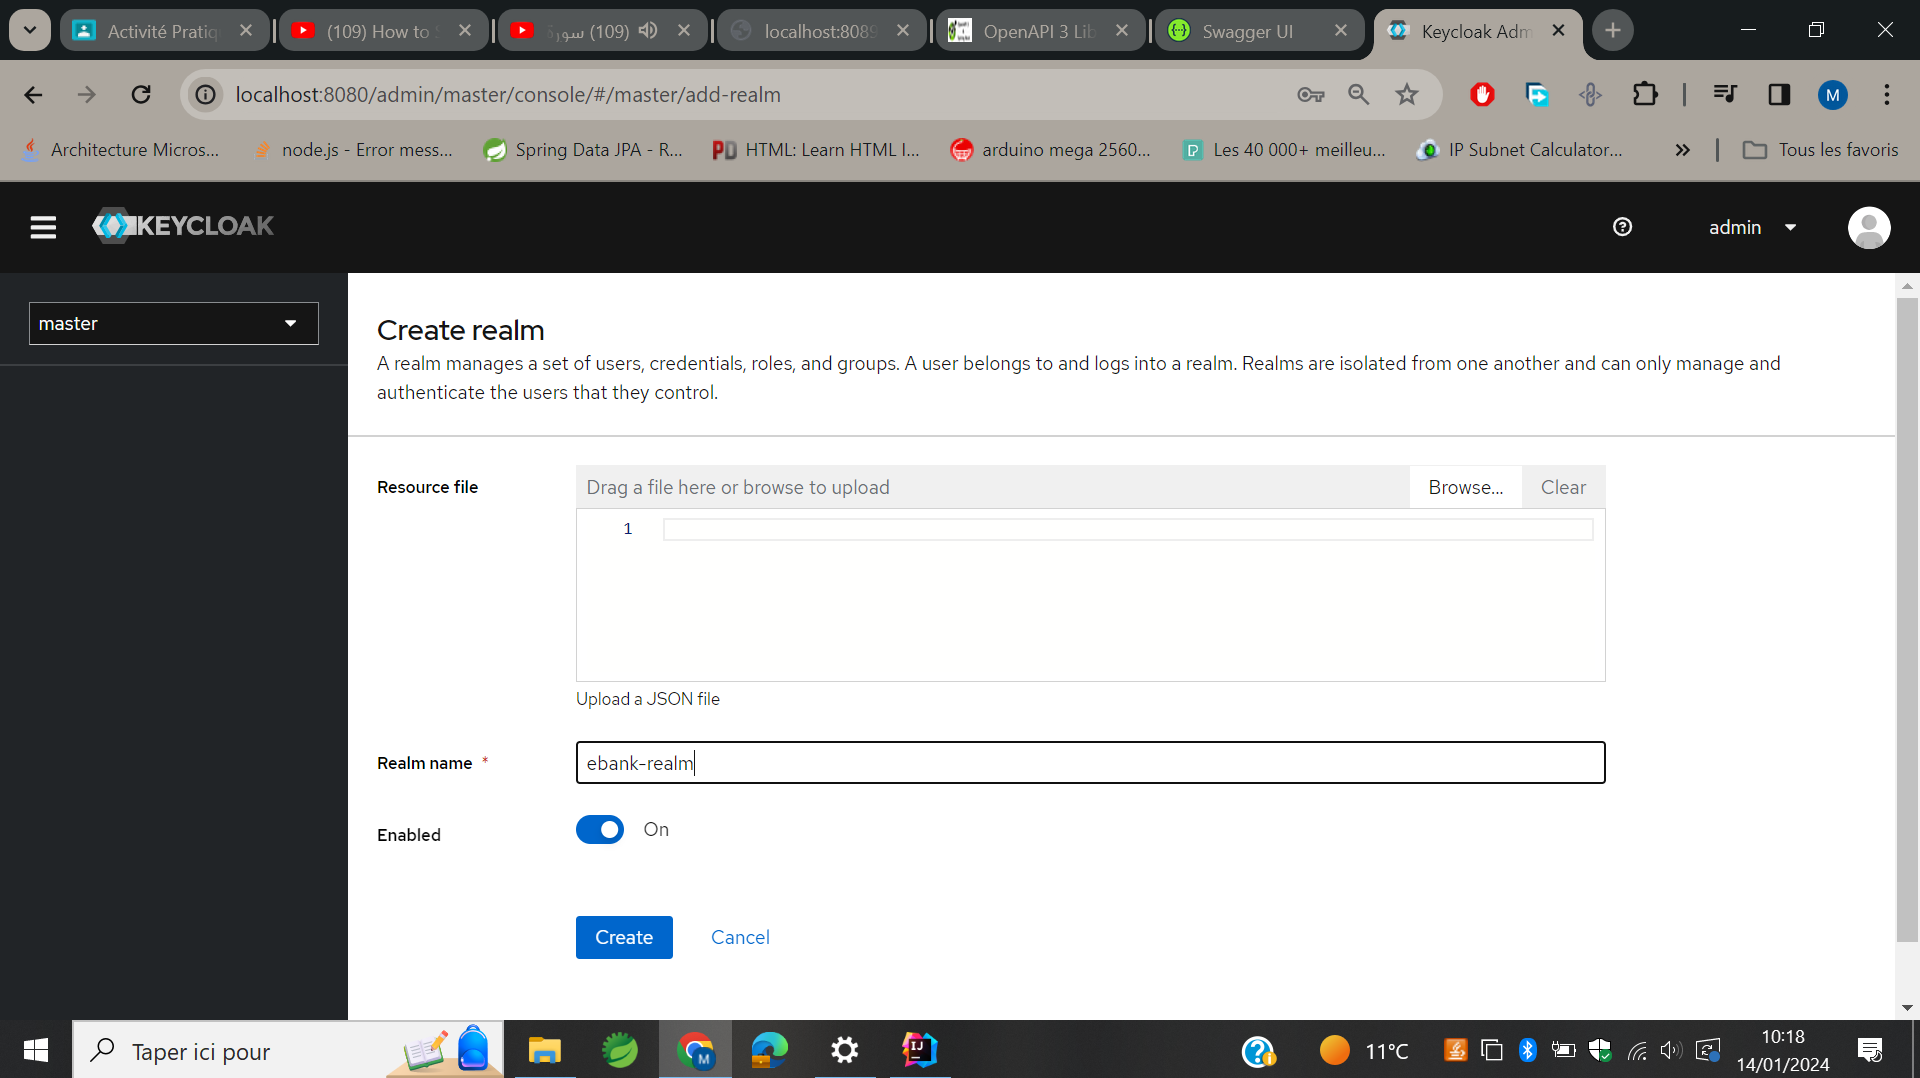 Activité Pratiq
(109) How to S
(109) سورة
localhost:8089
OpenAPI 3 Lib
Swagger UI
Keycloak Adm
localhost:8080/admin/master/console/#/master/add-realm
M
Architecture Micros...
node.js - Error mess...
Spring Data JPA - R...
PD HTML: Learn HTML I...
arduino mega 2560...
P Les 40 000+ meilleu...
IP Subnet Calculator...
Tous les favoris
KEYCLOAK
admin
master
Create realm
A realm manages a set of users, credentials, roles, and groups. A user belongs to and logs into a realm. Realms are isolated from one another and can only manage and
authenticate the users that they control.
Resource file
Drag a file here or browse to upload
Browse...
Clear
1
Upload a JSON file
Realm name *
ebank-realm
Enabled
On
Create
Cancel
Taper ici pour
M
IJ
11°C
10:18
14/01/2024